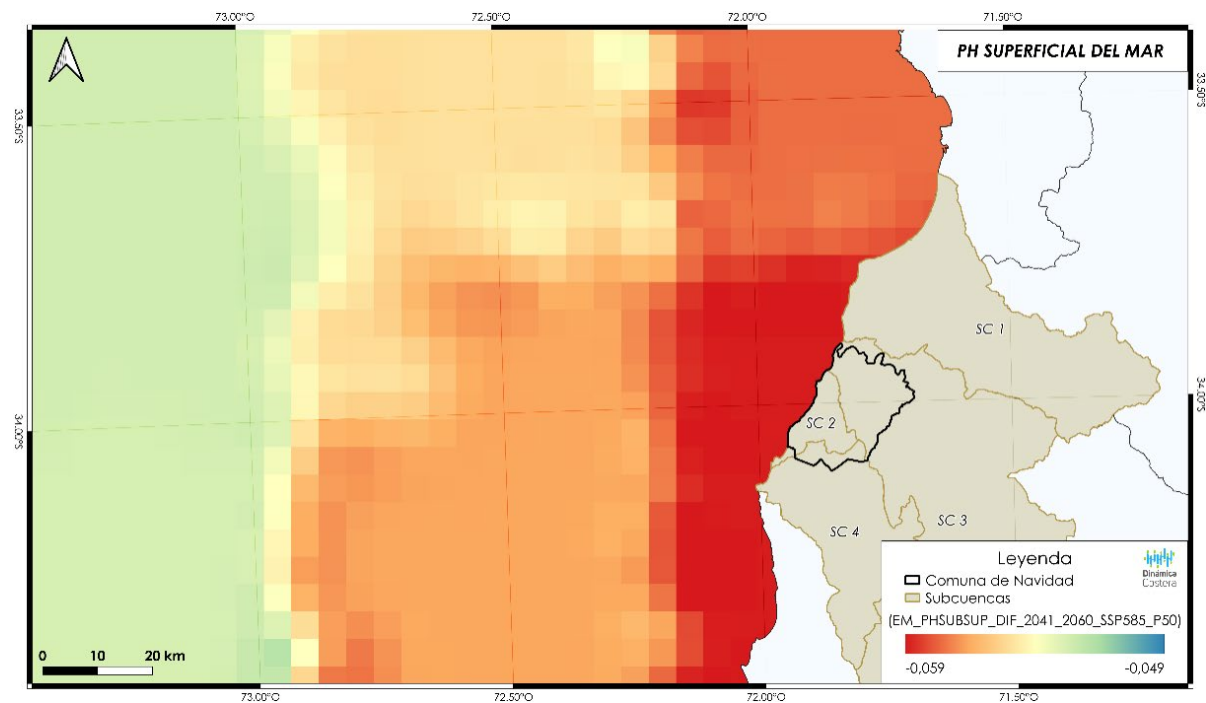 73.00°O 72.50°O 72.00°O 71.50°O
PH SUPERFICIAL DEL MAR
33.50°S 33.50°S
SC 1
34.00°S 34.00°S
SC 2
SC 4 SC 3
Leyenda
Comuna de Navidad
Subcuencas
Dinámica
Costera
(EM_PHSUBSUP_DIF_2041_2060_SSP585_P50)
-0,059 -0,049
0 10 20 km
73.00°O 72.50°O 72.00°O 71.50°O